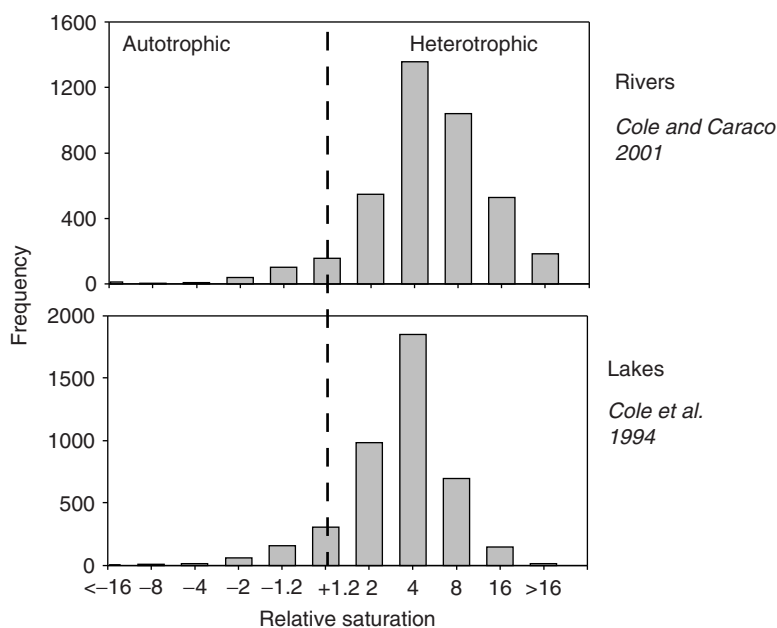 Autotrophic
Heterotrophic
1600
1200
800
400
0
Rivers
Cole and Caraco
2001
Frequency
2000
1500
1000
500
0
Lakes
Cole et al.
1994
<−16 −8 −4 −2 −1.2 +1.2 2 4 8 16 >16
Relative saturation